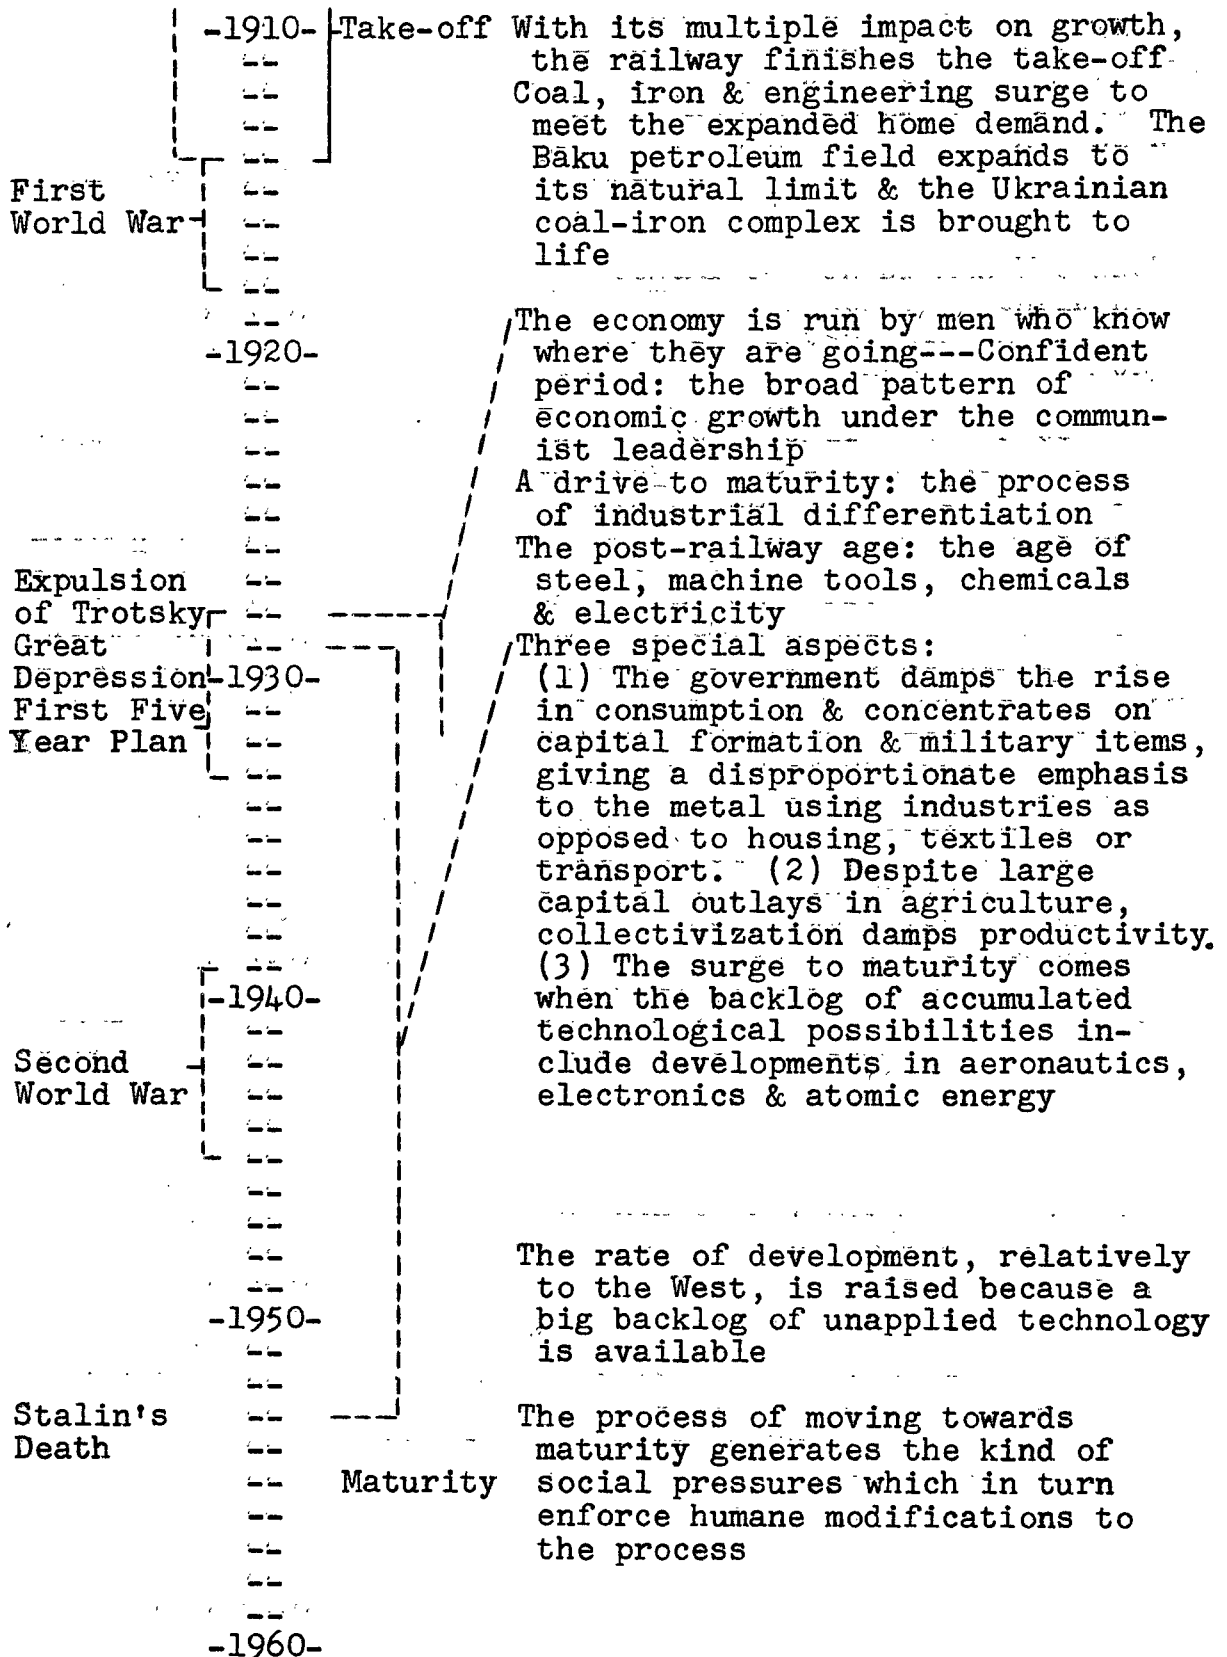 -1910- Take-off With its multiple impact on growth,
the railway finishes the take-off
Coal, iron & engineering surge to
meet the expanded home demand. The
Baku petroleum field expands to
First its natural limit & the Ukrainian
World War coal-iron complex is brought to
life
The economy is run by men who know
-1920- where they are going---Confident
period: the broad pattern of
economic growth under the commun-
ist leadership
A drive to maturity: the process
of industrial differentiation
The post-railway age: the age of
Expulsion steel, machine tools, chemicals
of Trotsky & electricity
Great Three special aspects:
Depression -1930- (1) The government damps the rise
First Five in consumption & concentrates on
Year Plan capital formation & military items,
giving a disproportionate emphasis
to the metal using industries as
opposed to housing, textiles or
transport. (2) Despite large
capital outlays in agriculture,
collectivization damps productivity.
(3) The surge to maturity comes
-1940- when the backlog of accumulated
technological possibilities in-
Second clude developments in aeronautics,
World War electronics & atomic energy
The rate of development, relatively
to the West, is raised because a
-1950- big backlog of unapplied technology
is available
Stalin's The process of moving towards
Death maturity generates the kind of
Maturity social pressures which in turn
enforce humane modifications to
the process
-1960-